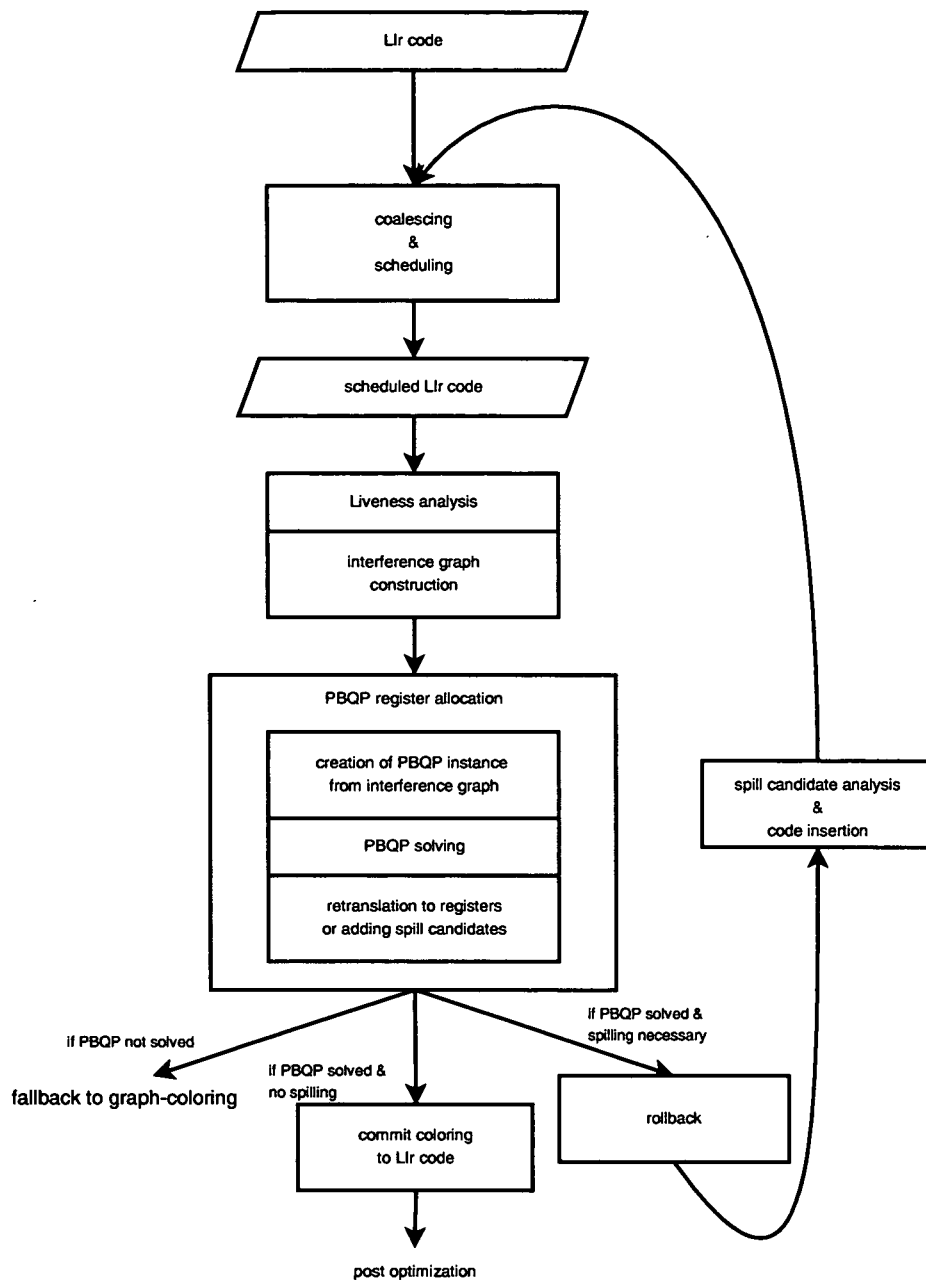 LIr code
coalescing
&
scheduling
scheduled LIr code
Liveness analysis
interference graph
construction
PBQP register allocation
creation of PBQP instance
from interference graph
PBQP solving
retranslation to registers
or adding spill candidates
spill candidate analysis
&
code insertion
if PBQP not solved
fallback to graph-coloring
if PBQP solved &
no spilling
if PBQP solved &
spilling necessary
commit coloring
to LIr code
rollback
post optimization